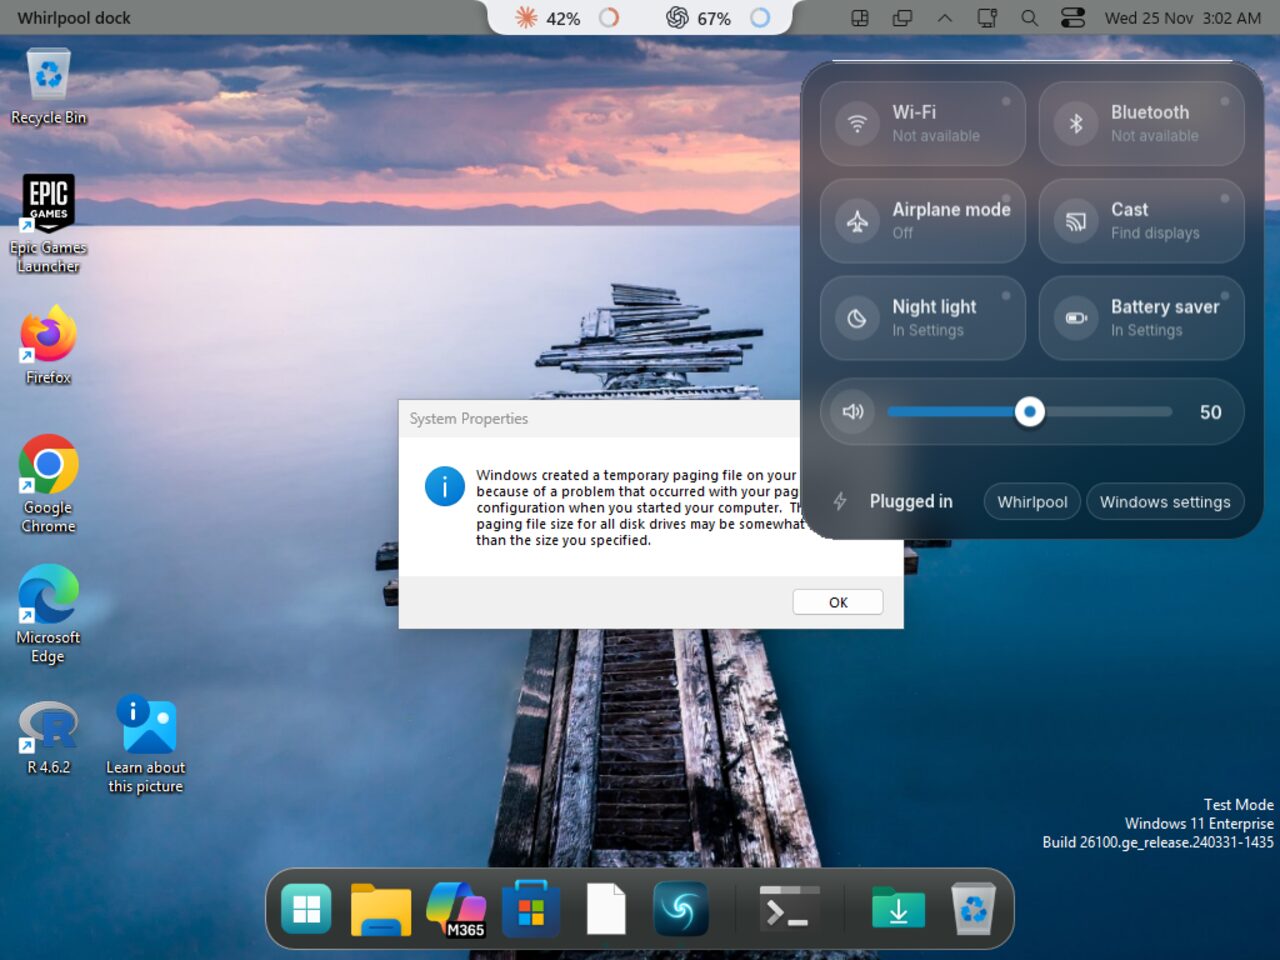 Whirlpool dock
42%
67%
Wed 25 Nov 3:02 AM
Recycle Bin
EPIC
GAMES
Epic Games
Launcher
Firefox
Google
Chrome
Microsoft
Edge
R 4.6.2
Learn about
this picture
Wi-Fi
Not available
Bluetooth
Not available
Airplane mode
Off
Cast
Find displays
Night light
In Settings
Battery saver
In Settings
50
Plugged in
Whirlpool
Windows settings
System Properties
Windows created a temporary paging file on your
because of a problem that occurred with your pag
configuration when you started your computer. Th
paging file size for all disk drives may be somewhat
than the size you specified.
OK
Test Mode
Windows 11 Enterprise
Build 26100.ge_release.240331-1435
M365